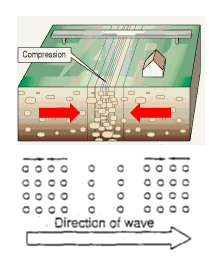 Compression
Direction of wave